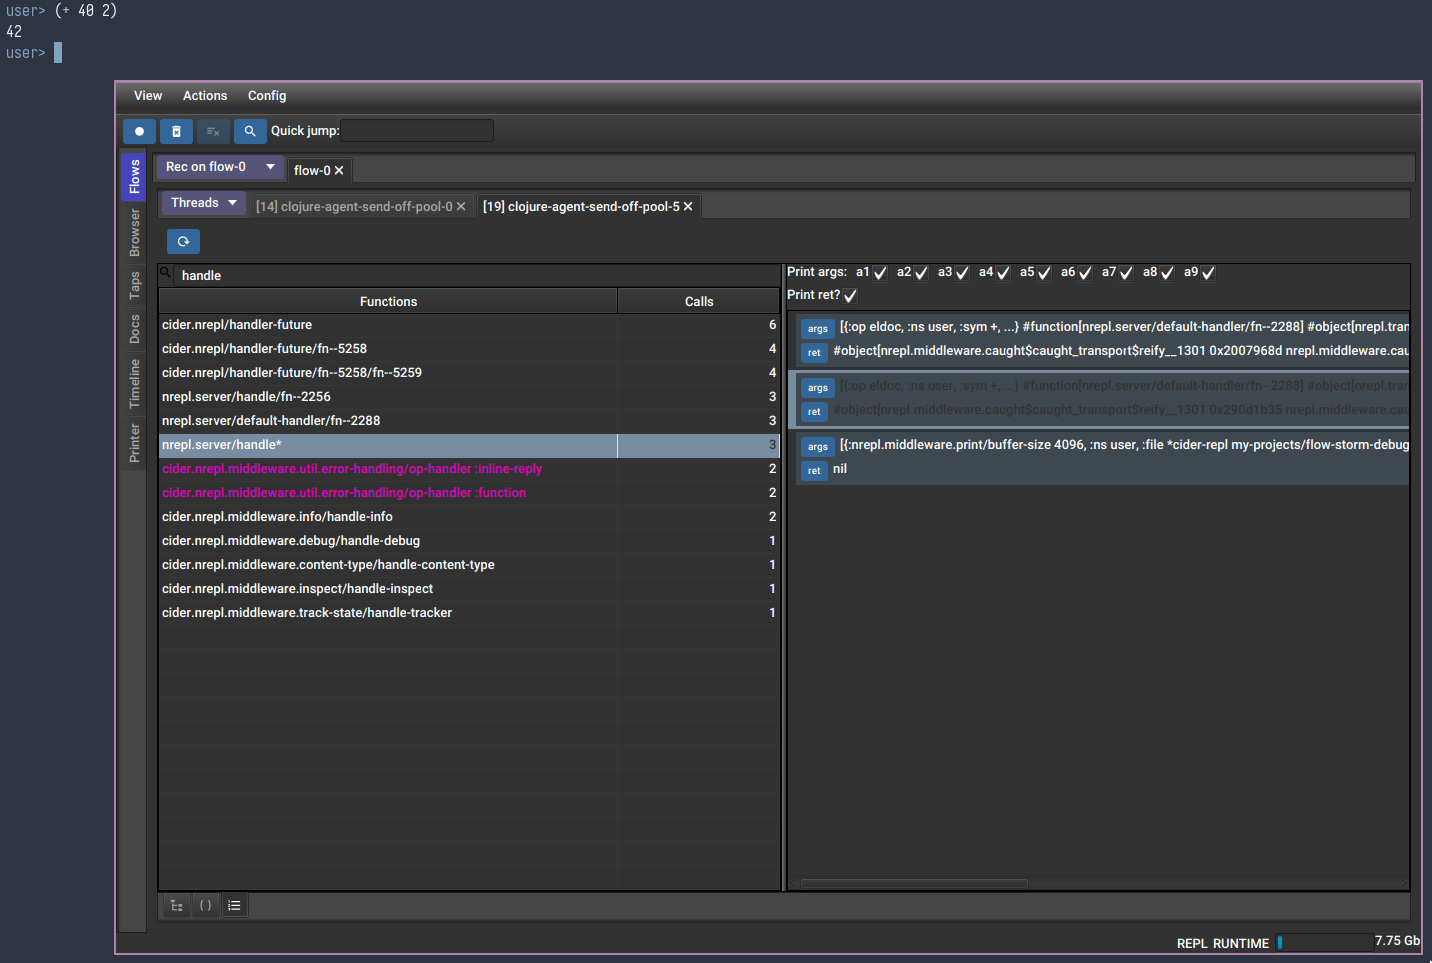 user> (+ 40 2)
42
user>
View Actions Config
Quick jump:
Flows
Browser
Taps
Docs
Timeline
Printer
Rec on flow-0 flow-0
Threads [14] clojure-agent-send-off-pool-0 [19] clojure-agent-send-off-pool-5
handle
Functions Calls
cider.nrepl/handler-future 6
cider.nrepl/handler-future/fn--5258 4
cider.nrepl/handler-future/fn--5258/fn--5259 4
nrepl.server/handle/fn--2256 3
nrepl.server/default-handler/fn--2288 3
nrepl.server/handle* 3
cider.nrepl.middleware.util.error-handling/op-handler :inline-reply 2
cider.nrepl.middleware.util.error-handling/op-handler :function 2
cider.nrepl.middleware.info/handle-info 2
cider.nrepl.middleware.debug/handle-debug 1
cider.nrepl.middleware.content-type/handle-content-type 1
cider.nrepl.middleware.inspect/handle-inspect 1
cider.nrepl.middleware.track-state/handle-tracker 1
Print args: a1 a2 a3 a4 a5 a6 a7 a8 a9
Print ret?
args [{:op eldoc, :ns user, :sym +, ...} #function[nrepl.server/default-handler/fn--2288] #object[nrepl.tran
ret #object[nrepl.middleware.caught$caught_transport$reify__1301 0x2007968d nrepl.middleware.cau
args [{:op eldoc, :ns user, :sym +, ...} #function[nrepl.server/default-handler/fn--2288] #object[nrepl.tran
ret #object[nrepl.middleware.caught$caught_transport$reify__1301 0x290d1b35 nrepl.middleware.cau
args [{:nrepl.middleware.print/buffer-size 4096, :ns user, :file *cider-repl my-projects/flow-storm-debug
ret nil
( )
REPL RUNTIME 7.75 Gb